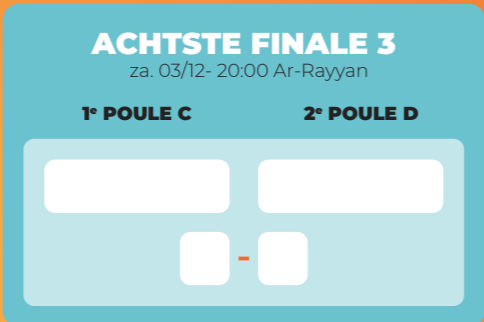 ACHTSTE FINALE 3
za. 03/12- 20:00 Ar-Rayyan
1e POULE C 2e POULE D
-